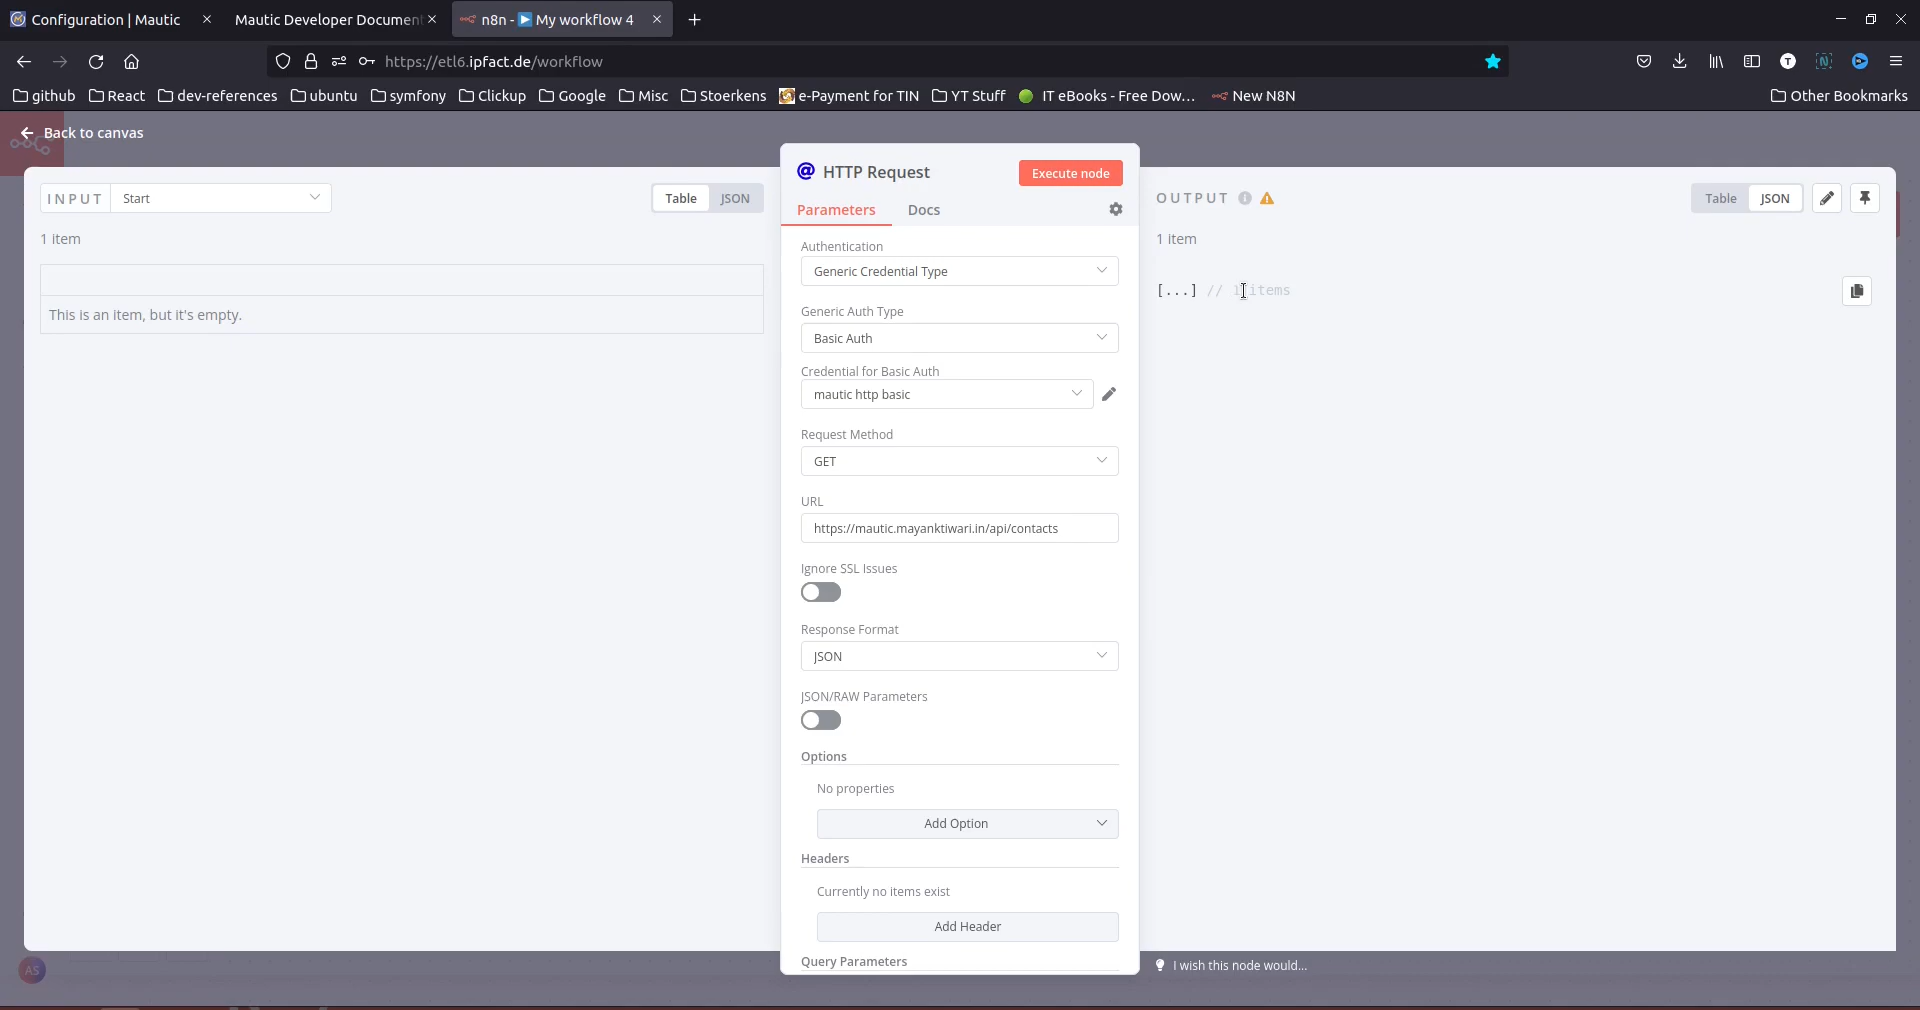 Configuration | Mautic
Mautic Developer Documen
n8n - My workflow 4
https://etl6.ipfact.de/workflow
github
React
dev-references
ubuntu
symfony
Clickup
Google
Misc
Stoerkens
e-Payment for TIN
YT Stuff
IT eBooks - Free Dow...
New N8N
Other Bookmarks
Back to canvas
INPUT
Start
Table
JSON
1 item
This is an item, but it's empty.
HTTP Request
Execute node
Parameters
Docs
Authentication
Generic Credential Type
Generic Auth Type
Basic Auth
Credential for Basic Auth
mautic http basic
Request Method
GET
URL
https://mautic.mayanktiwari.in/api/contacts
Ignore SSL Issues
Response Format
JSON
JSON/RAW Parameters
Options
No properties
Add Option
Headers
Currently no items exist
Add Header
Query Parameters
OUTPUT
Table
JSON
1 item
[...] // 1 items
I wish this node would...
AS